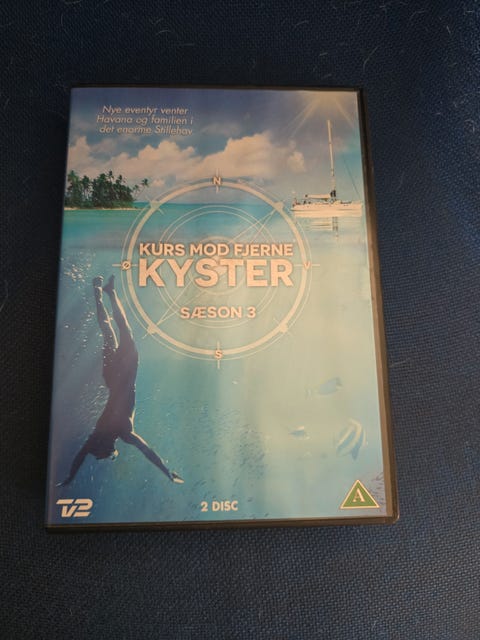 Nye eventyr venter
Havana og familien i
det enorme Stillehav
N
KURS MOD FJERNE
Ø V
KYSTER
SÆSON 3
S
TV2
2 DISC
A